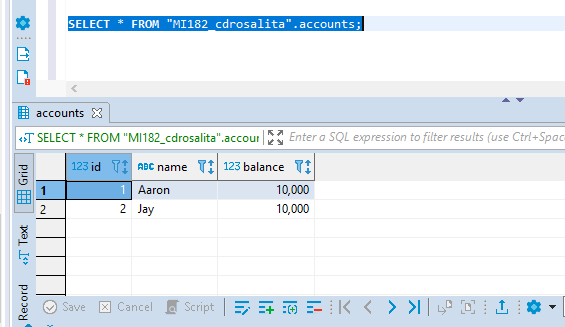 SELECT * FROM "MI182_cdrosalita".accounts;
accounts
SELECT * FROM "MI182_cdrosalita".accour
Enter a SQL expression to filter results (use Ctrl+Spac
Grid
123 id ABC name 123 balance
1 1 Aaron 10,000
2 2 Jay 10,000
Text
Record
Save Cancel Script